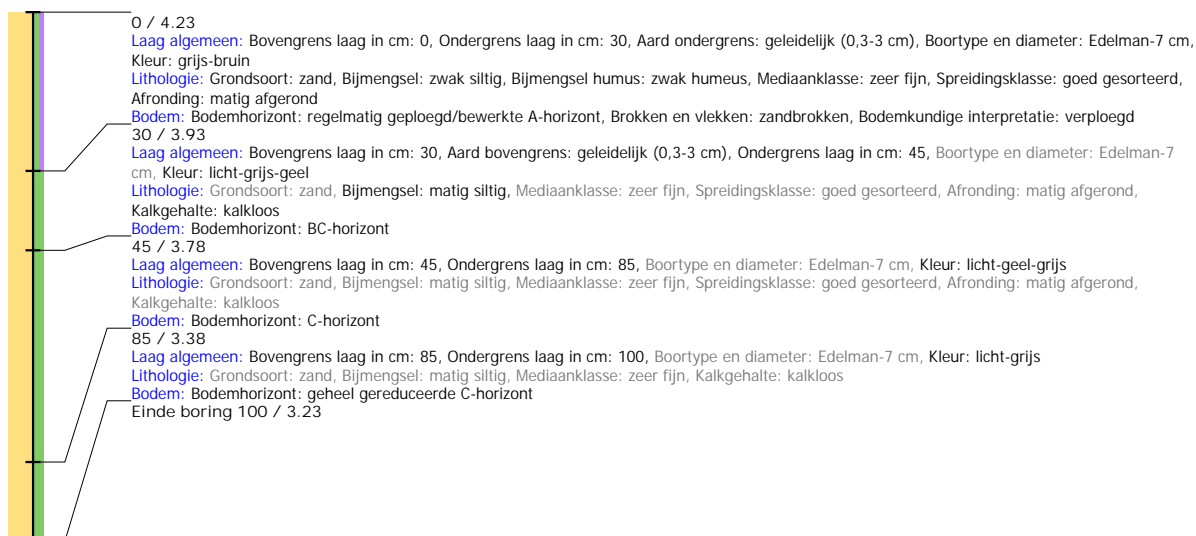 0 / 4.23
Laag algemeen: Bovengrens laag in cm: 0, Ondergrens laag in cm: 30, Aard ondergrens: geleidelijk (0,3-3 cm), Boortype en diameter: Edelman-7 cm,
Kleur: grijs-bruin
Lithologie: Grondsoort: zand, Bijmengsel: zwak siltig, Bijmengsel humus: zwak humeus, Mediaanklasse: zeer fijn, Spreidingsklasse: goed gesorteerd,
Afronding: matig afgerond
Bodem: Bodemhorizont: regelmatig geploegd/bewerkte A-horizont, Brokken en vlekken: zandbrokken, Bodemkundige interpretatie: verploegd
30 / 3.93
Laag algemeen: Bovengrens laag in cm: 30, Aard bovengrens: geleidelijk (0,3-3 cm), Ondergrens laag in cm: 45, Boortype en diameter: Edelman-7
cm, Kleur: licht-grijs-geel
Lithologie: Grondsoort: zand, Bijmengsel: matig siltig, Mediaanklasse: zeer fijn, Spreidingsklasse: goed gesorteerd, Afronding: matig afgerond,
Kalkgehalte: kalkloos
Bodem: Bodemhorizont: BC-horizont
45 / 3.78
Laag algemeen: Bovengrens laag in cm: 45, Ondergrens laag in cm: 85, Boortype en diameter: Edelman-7 cm, Kleur: licht-geel-grijs
Lithologie: Grondsoort: zand, Bijmengsel: matig siltig, Mediaanklasse: zeer fijn, Spreidingsklasse: goed gesorteerd, Afronding: matig afgerond,
Kalkgehalte: kalkloos
Bodem: Bodemhorizont: C-horizont
85 / 3.38
Laag algemeen: Bovengrens laag in cm: 85, Ondergrens laag in cm: 100, Boortype en diameter: Edelman-7 cm, Kleur: licht-grijs
Lithologie: Grondsoort: zand, Bijmengsel: matig siltig, Mediaanklasse: zeer fijn, Kalkgehalte: kalkloos
Bodem: Bodemhorizont: geheel gereduceerde C-horizont
Einde boring 100 / 3.23